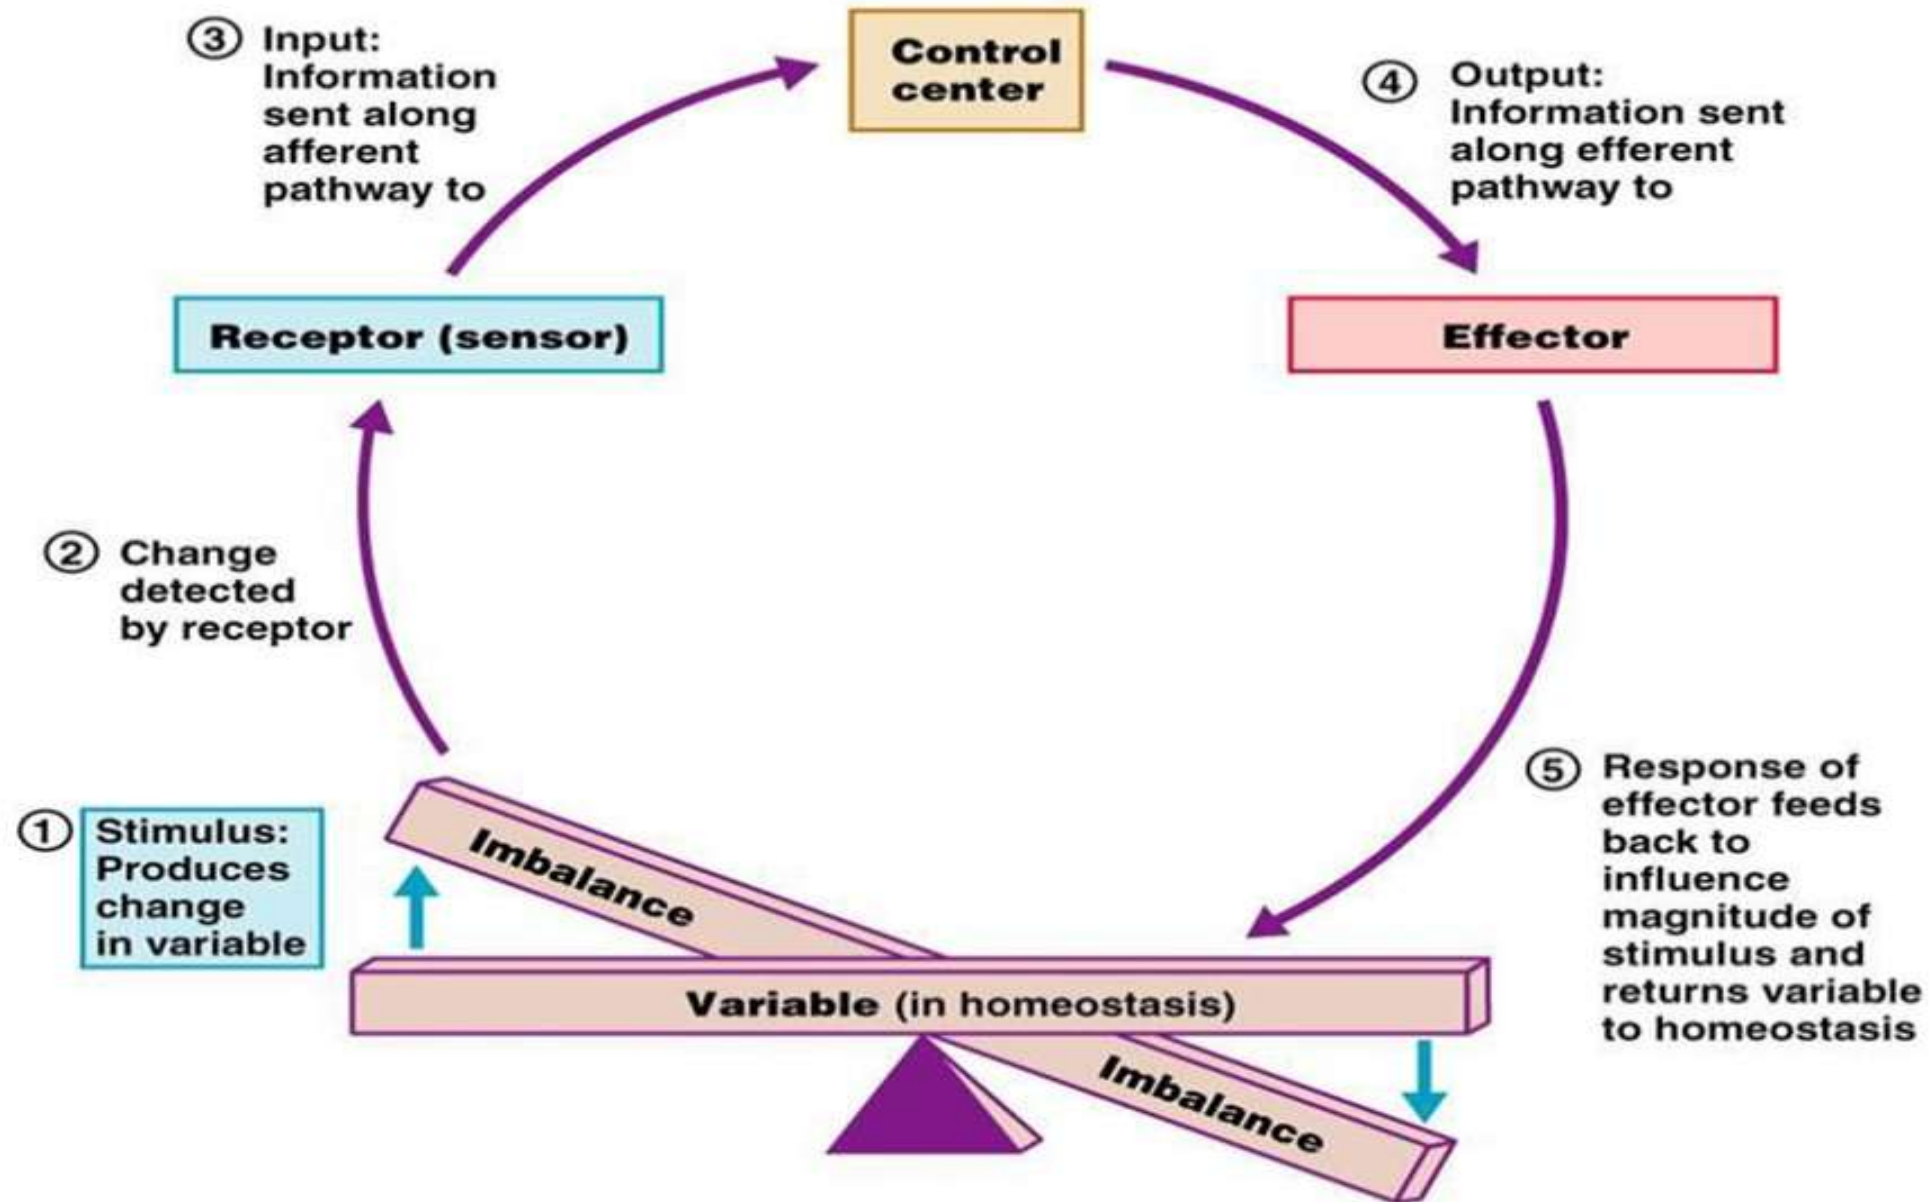 3 Input:
Information
sent along
afferent
pathway to
Control
center
4 Output:
Information sent
along efferent
pathway to
Receptor (sensor)
Effector
2 Change
detected
by receptor
1 Stimulus:
Produces
change
in variable
Imbalance
Variable (in homeostasis)
Imbalance
5 Response of
effector feeds
back to
influence
magnitude of
stimulus and
returns variable
to homeostasis